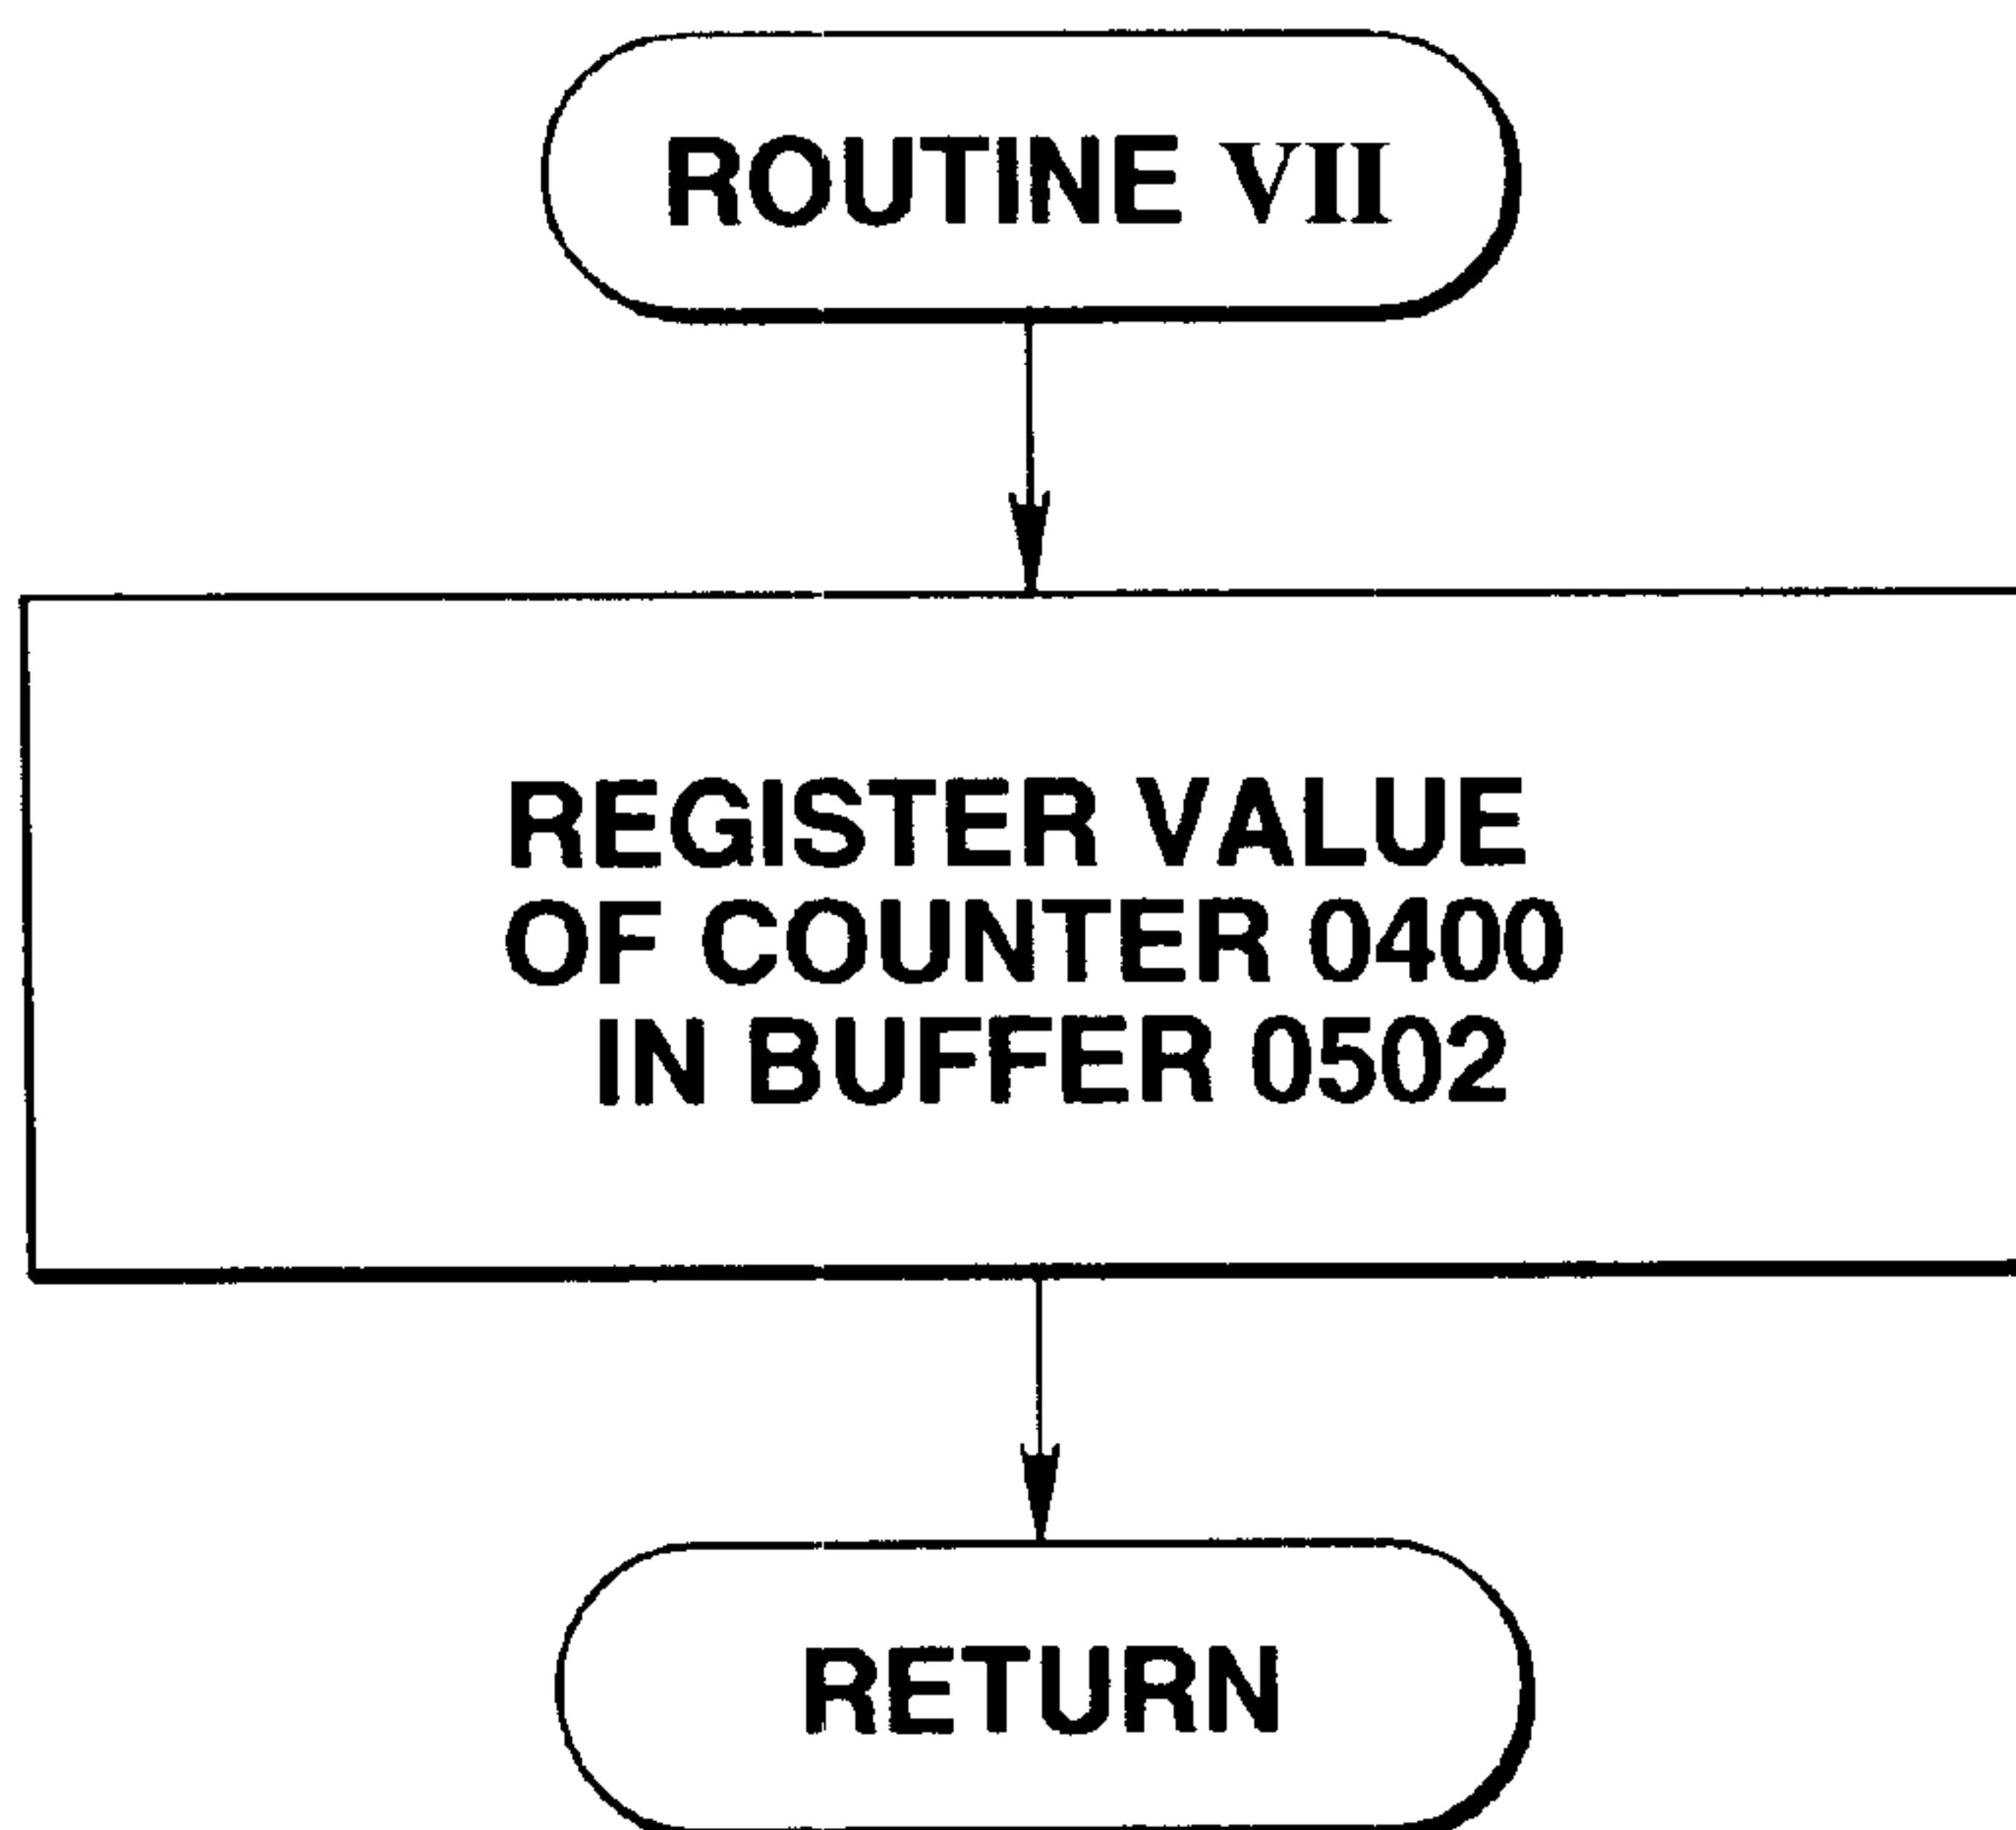 ROUTINE VII
REGISTER VALUE
OF COUNTER 0400
IN BUFFER 0502
RETURN